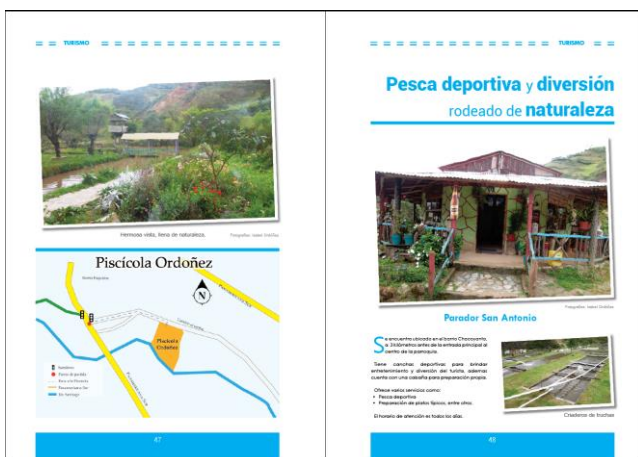 TURISMO
Hermosa vista, llena de naturaleza.
Piscícola Ordoñez
N
Piscícola
Ordoñez
47
TURISMO
Pesca deportiva y diversión
rodeado de naturaleza
Parador San Antonio
Se encuentra ubicado en el barrio Chacovanta,
a 3 kilómetros antes de la entrada principal al
centro de la parroquia.
Tiene canchas deportivas para brindar
entretenimiento y diversión del turista, ademas
cuenta con una cabaña para preparación propia.
Ofrece varios servicios como:
• Pesca deportiva
• Preparación de platos típicos, entre otros.
El horario de atención es todos los días.
Criaderos de truchas
48